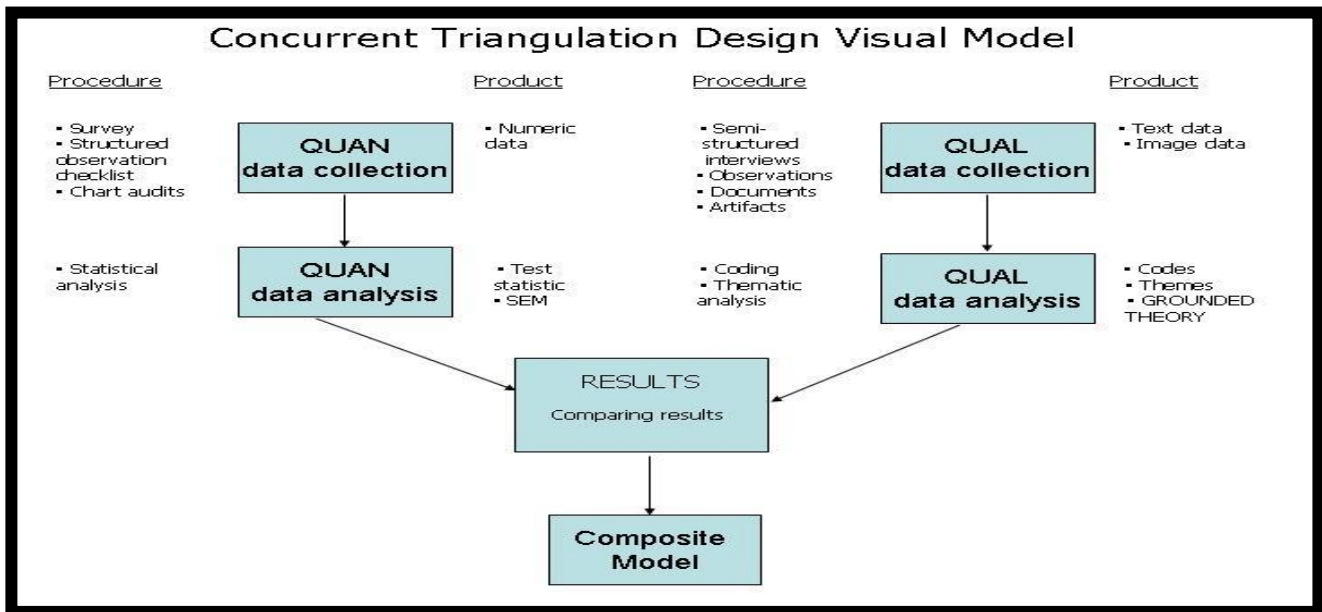 Concurrent Triangulation Design Visual Model
Procedure
Product
Procedure
Product
▪ Survey
▪ Structured
observation
checklist
▪ Chart audits
QUAN
data collection
▪ Numeric
data
▪ Semi-
structured
interviews
▪ Observations
▪ Documents
▪ Artifacts
QUAL
data collection
▪ Text data
▪ Image data
▪ Statistical
analysis
QUAN
data analysis
▪ Test
statistic
▪ SEM
▪ Coding
▪ Thematic
analysis
QUAL
data analysis
▪ Codes
▪ Themes
▪ GROUNDED
THEORY
RESULTS
Comparing results
Composite
Model